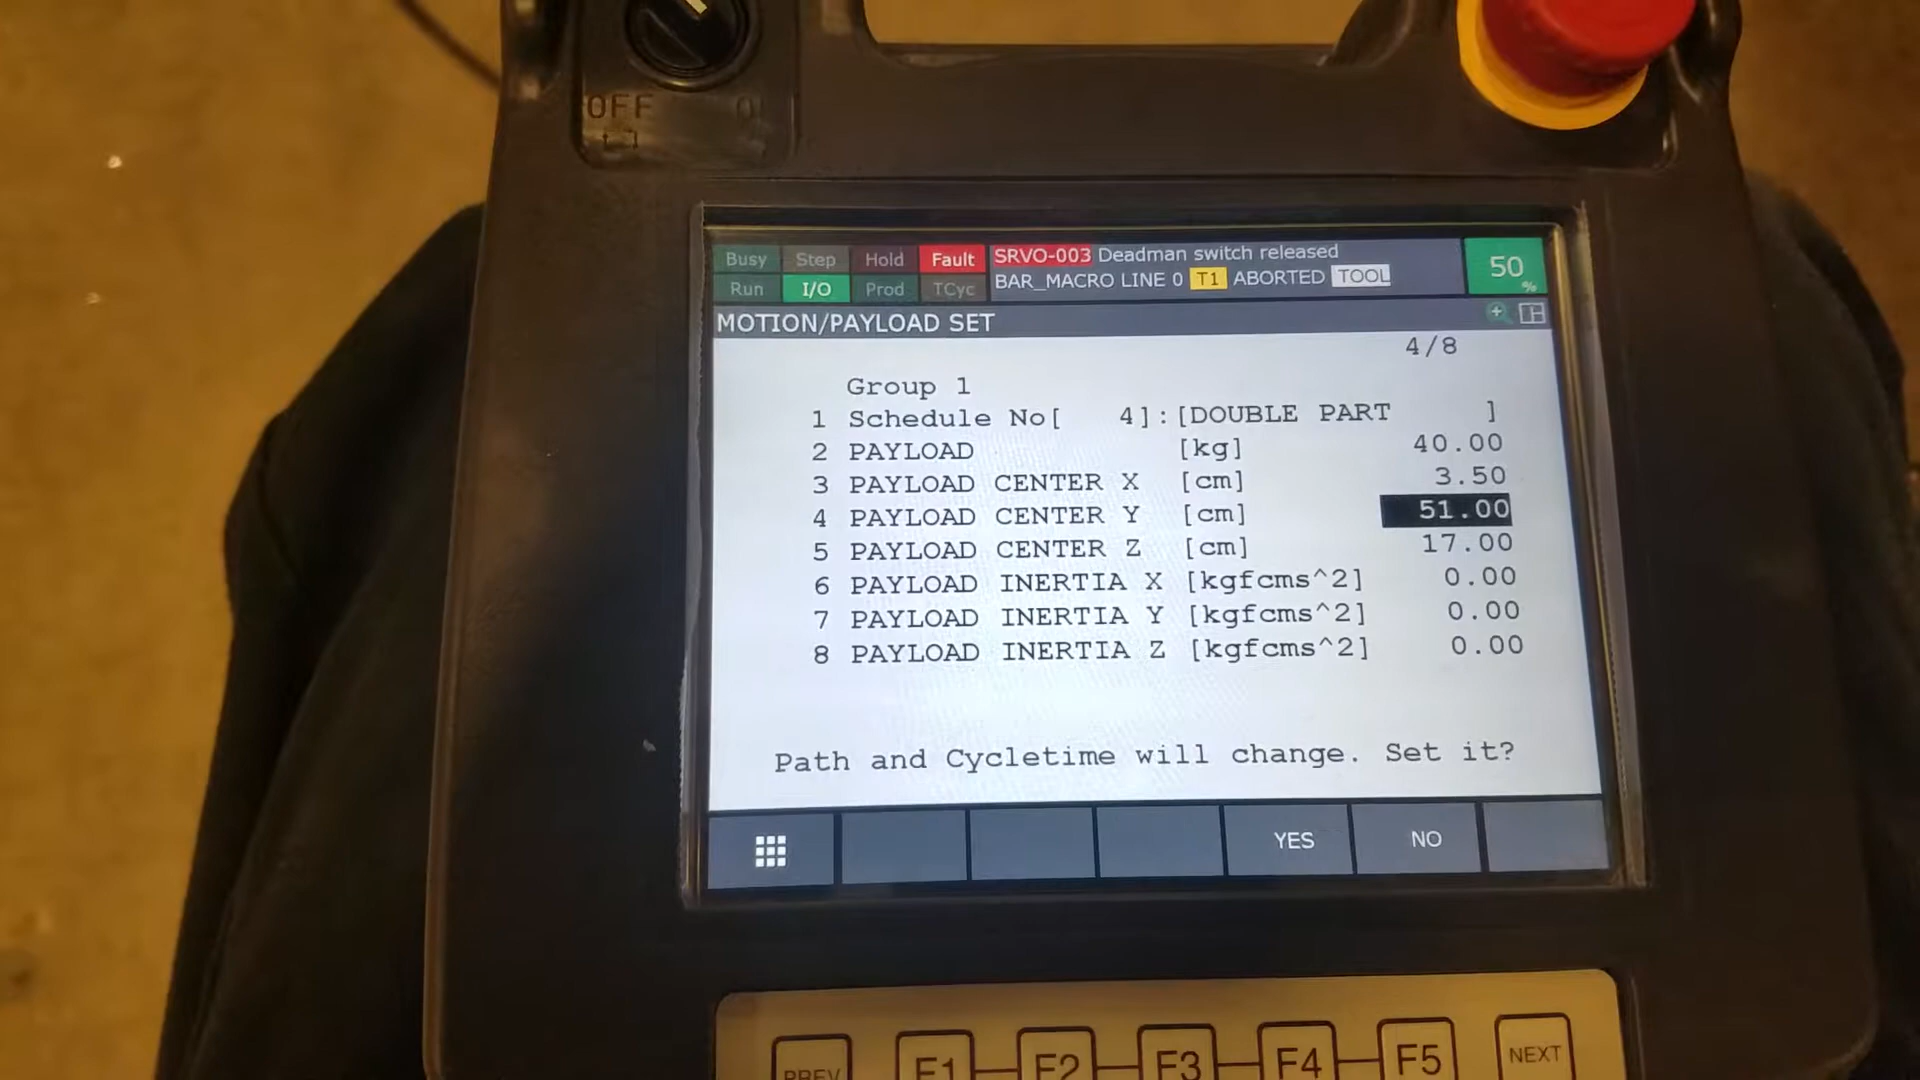 OFF
Busy Step Hold Fault SRVO-003 Deadman switch released
Run I/O Prod TCyc BAR_MACRO LINE 0 T1 ABORTED TOOL
50 %
MOTION/PAYLOAD SET
4/8
Group 1
1 Schedule No[ 4]:[DOUBLE PART ]
2 PAYLOAD [kg] 40.00
3 PAYLOAD CENTER X [cm] 3.50
4 PAYLOAD CENTER Y [cm] 51.00
5 PAYLOAD CENTER Z [cm] 17.00
6 PAYLOAD INERTIA X [kgfcms^2] 0.00
7 PAYLOAD INERTIA Y [kgfcms^2] 0.00
8 PAYLOAD INERTIA Z [kgfcms^2] 0.00
Path and Cycletime will change. Set it?
YES NO
PREV F1 F2 F3 F4 F5 NEXT